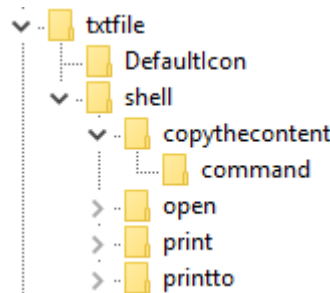 txtfile
DefaultIcon
shell
copythecontent
command
open
print
printto